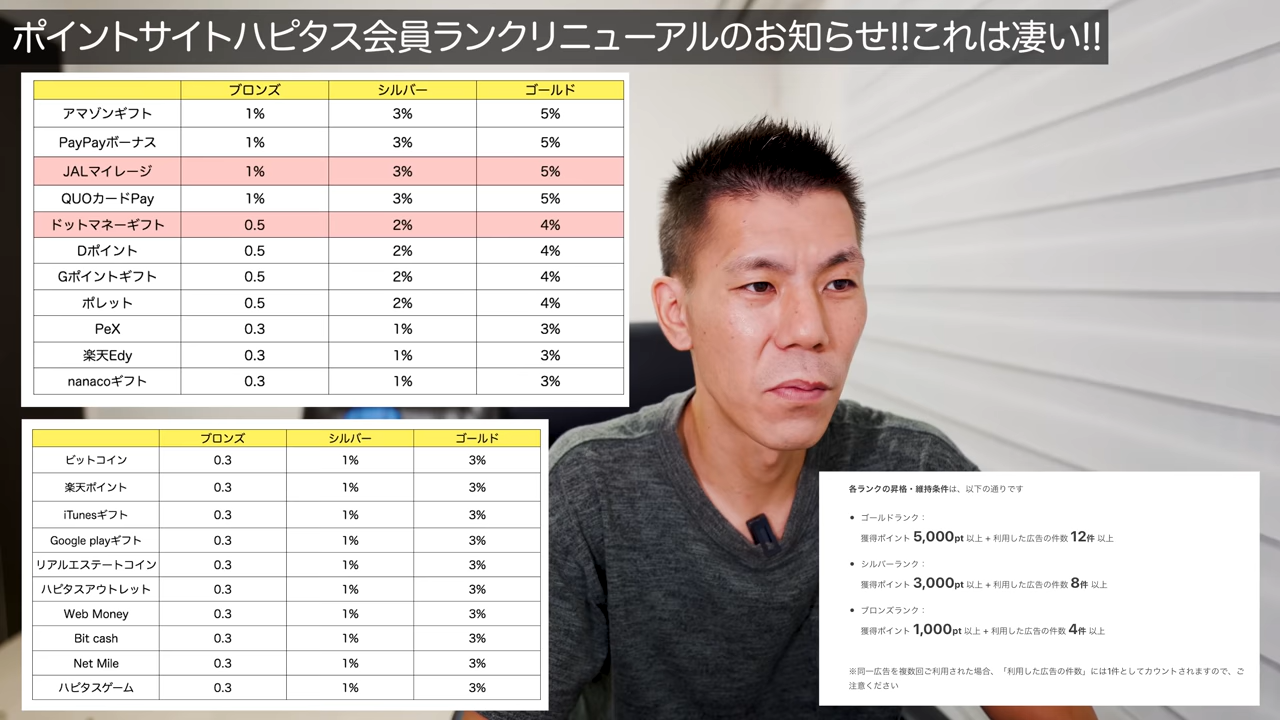 ポイントサイトハピタス会員ランクリニューアルのお知らせ!!これは凄い!!
ブロンズ シルバー ゴールド
アマゾンギフト 1% 3% 5%
PayPayボーナス 1% 3% 5%
JALマイレージ 1% 3% 5%
QUOカードPay 1% 3% 5%
ドットマネーギフト 0.5 2% 4%
Dポイント 0.5 2% 4%
Gポイントギフト 0.5 2% 4%
ポレット 0.5 2% 4%
PeX 0.3 1% 3%
楽天Edy 0.3 1% 3%
nanacoギフト 0.3 1% 3%
ブロンズ シルバー ゴールド
ビットコイン 0.3 1% 3%
楽天ポイント 0.3 1% 3%
iTunesギフト 0.3 1% 3%
Google playギフト 0.3 1% 3%
リアルエステートコイン 0.3 1% 3%
ハピタスアウトレット 0.3 1% 3%
Web Money 0.3 1% 3%
Bit cash 0.3 1% 3%
Net Mile 0.3 1% 3%
ハピタスゲーム 0.3 1% 3%
各ランクの昇格・維持条件は、以下の通りです
• ゴールドランク：
獲得ポイント 5,000pt 以上 + 利用した広告の件数 12件 以上
• シルバーランク：
獲得ポイント 3,000pt 以上 + 利用した広告の件数 8件 以上
• ブロンズランク：
獲得ポイント 1,000pt 以上 + 利用した広告の件数 4件 以上
※同一広告を複数回ご利用された場合、「利用した広告の件数」には1件としてカウントされますので、ご
注意ください